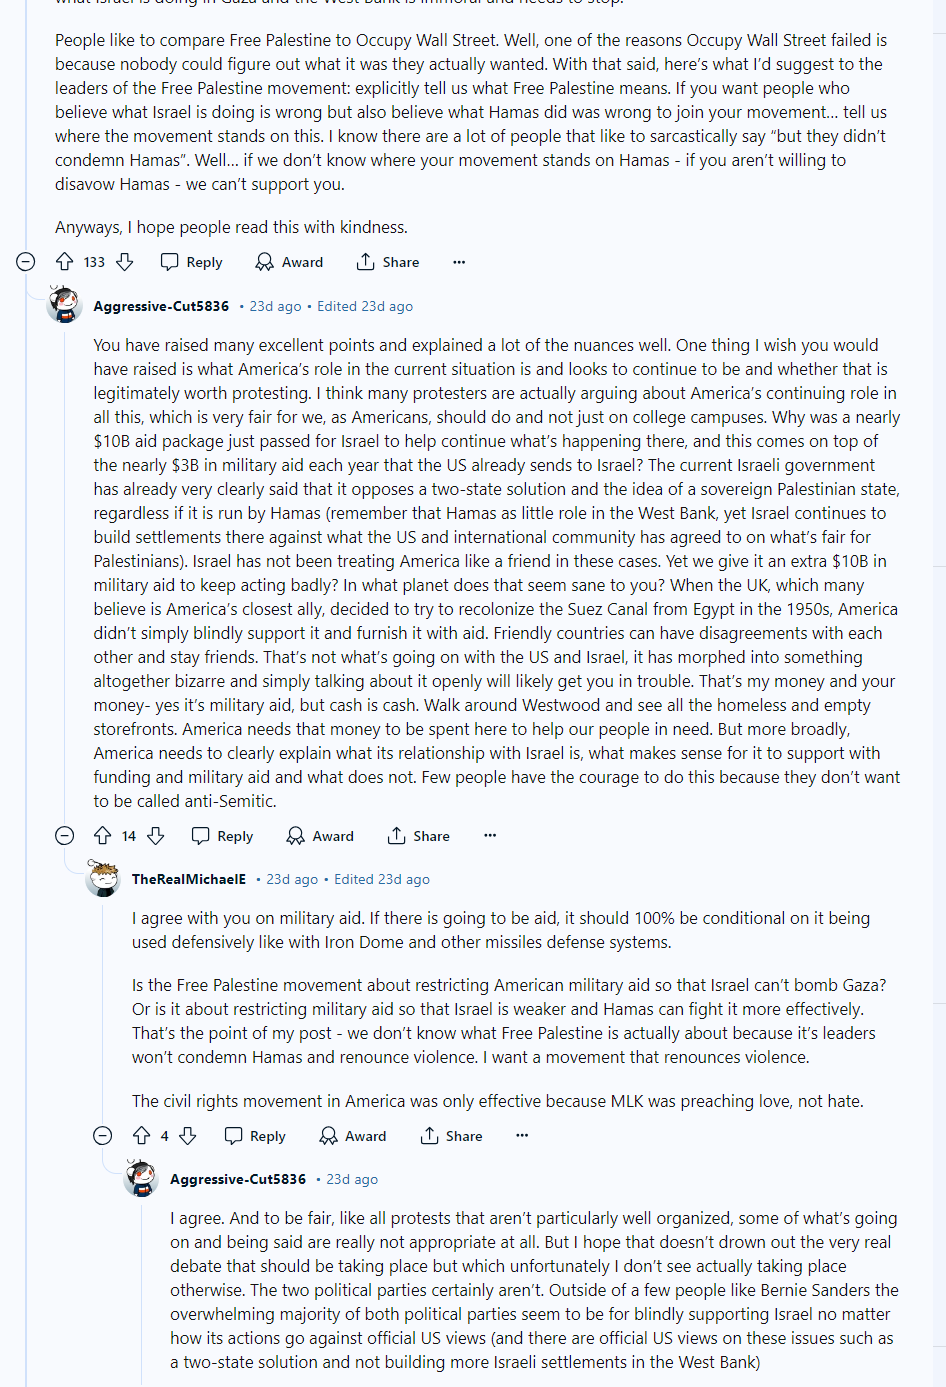 what Israel is doing in Gaza and the West Bank is immoral and needs to stop.
People like to compare Free Palestine to Occupy Wall Street. Well, one of the reasons Occupy Wall Street failed is
because nobody could figure out what it was they actually wanted. With that said, here’s what I’d suggest to the
leaders of the Free Palestine movement: explicitly tell us what Free Palestine means. If you want people who
believe what Israel is doing is wrong but also believe what Hamas did was wrong to join your movement... tell us
where the movement stands on this. I know there are a lot of people that like to sarcastically say “but they didn’t
condemn Hamas”. Well... if we don’t know where your movement stands on Hamas - if you aren’t willing to
disavow Hamas - we can’t support you.
Anyways, I hope people read this with kindness.
133 Reply Award Share ...
Aggressive-Cut5836 • 23d ago • Edited 23d ago
You have raised many excellent points and explained a lot of the nuances well. One thing I wish you would
have raised is what America’s role in the current situation is and looks to continue to be and whether that is
legitimately worth protesting. I think many protesters are actually arguing about America’s continuing role in
all this, which is very fair for we, as Americans, should do and not just on college campuses. Why was a nearly
$10B aid package just passed for Israel to help continue what’s happening there, and this comes on top of
the nearly $3B in military aid each year that the US already sends to Israel? The current Israeli government
has already very clearly said that it opposes a two-state solution and the idea of a sovereign Palestinian state,
regardless if it is run by Hamas (remember that Hamas as little role in the West Bank, yet Israel continues to
build settlements there against what the US and international community has agreed to on what’s fair for
Palestinians). Israel has not been treating America like a friend in these cases. Yet we give it an extra $10B in
military aid to keep acting badly? In what planet does that seem sane to you? When the UK, which many
believe is America’s closest ally, decided to try to recolonize the Suez Canal from Egypt in the 1950s, America
didn’t simply blindly support it and furnish it with aid. Friendly countries can have disagreements with each
other and stay friends. That’s not what’s going on with the US and Israel, it has morphed into something
altogether bizarre and simply talking about it openly will likely get you in trouble. That’s my money and your
money- yes it’s military aid, but cash is cash. Walk around Westwood and see all the homeless and empty
storefronts. America needs that money to be spent here to help our people in need. But more broadly,
America needs to clearly explain what its relationship with Israel is, what makes sense for it to support with
funding and military aid and what does not. Few people have the courage to do this because they don’t want
to be called anti-Semitic.
14 Reply Award Share ...
TheRealMichaelE • 23d ago • Edited 23d ago
I agree with you on military aid. If there is going to be aid, it should 100% be conditional on it being
used defensively like with Iron Dome and other missiles defense systems.
Is the Free Palestine movement about restricting American military aid so that Israel can’t bomb Gaza?
Or is it about restricting military aid so that Israel is weaker and Hamas can fight it more effectively.
That’s the point of my post - we don’t know what Free Palestine is actually about because it’s leaders
won’t condemn Hamas and renounce violence. I want a movement that renounces violence.
The civil rights movement in America was only effective because MLK was preaching love, not hate.
4 Reply Award Share ...
Aggressive-Cut5836 • 23d ago
I agree. And to be fair, like all protests that aren’t particularly well organized, some of what’s going
on and being said are really not appropriate at all. But I hope that doesn’t drown out the very real
debate that should be taking place but which unfortunately I don’t see actually taking place
otherwise. The two political parties certainly aren’t. Outside of a few people like Bernie Sanders the
overwhelming majority of both political parties seem to be for blindly supporting Israel no matter
how its actions go against official US views (and there are official US views on these issues such as
a two-state solution and not building more Israeli settlements in the West Bank)